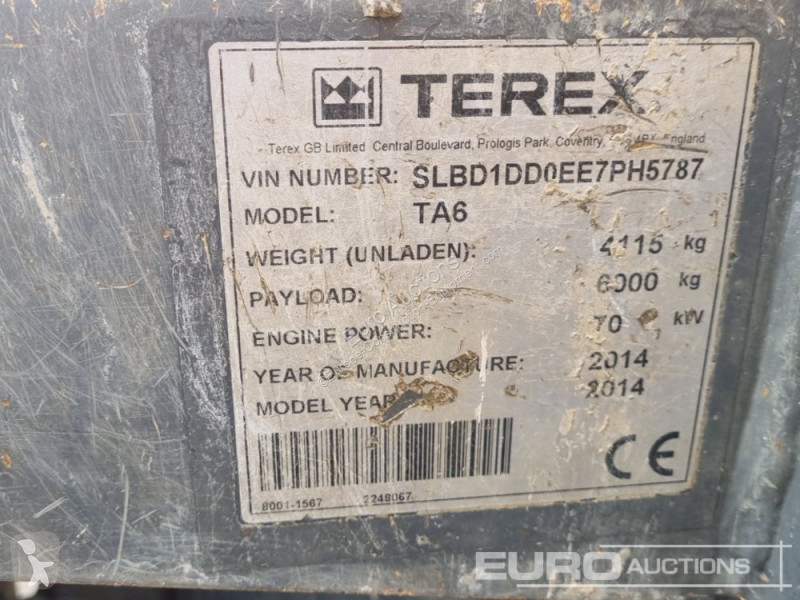 TEREX
Terex GB Limited Central Boulevard, Prologis Park, Coventry, England
VIN NUMBER: SLBD1DD0EE7PH5787
MODEL: TA6
WEIGHT (UNLADEN): 4115 kg
PAYLOAD: 6000 kg
ENGINE POWER: 70 kW
YEAR OF MANUFACTURE: 2014
MODEL YEAR 2014
CE
8001-1567 2248067
EURO AUCTIONS